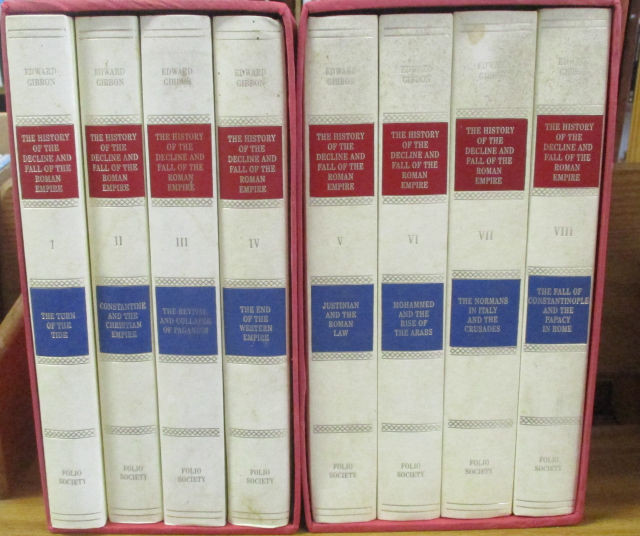 EDWARD
GIBBON
THE HISTORY
OF THE
DECLINE AND
FALL OF THE
ROMAN
EMPIRE
I
THE TURN
OF THE
TIDE
FOLIO
SOCIETY
EDWARD
GIBBON
THE HISTORY
OF THE
DECLINE AND
FALL OF THE
ROMAN
EMPIRE
II
CONSTANTINE
AND THE
CHRISTIAN
EMPIRE
FOLIO
SOCIETY
EDWARD
GIBBON
THE HISTORY
OF THE
DECLINE AND
FALL OF THE
ROMAN
EMPIRE
III
THE REVIVAL
AND COLLAPSE
OF PAGANISM
FOLIO
SOCIETY
EDWARD
GIBBON
THE HISTORY
OF THE
DECLINE AND
FALL OF THE
ROMAN
EMPIRE
IV
THE END
OF THE
WESTERN
EMPIRE
FOLIO
SOCIETY
EDWARD
GIBBON
THE HISTORY
OF THE
DECLINE AND
FALL OF THE
ROMAN
EMPIRE
V
JUSTINIAN
AND THE
ROMAN
LAW
FOLIO
SOCIETY
EDWARD
GIBBON
THE HISTORY
OF THE
DECLINE AND
FALL OF THE
ROMAN
EMPIRE
VI
MOHAMMED
AND THE
RISE OF
THE ARABS
FOLIO
SOCIETY
EDWARD
GIBBON
THE HISTORY
OF THE
DECLINE AND
FALL OF THE
ROMAN
EMPIRE
VII
THE NORMANS
IN ITALY
AND THE
CRUSADES
FOLIO
SOCIETY
EDWARD
GIBBON
THE HISTORY
OF THE
DECLINE AND
FALL OF THE
ROMAN
EMPIRE
VIII
THE FALL OF
CONSTANTINOPLE
AND THE
PAPACY
IN ROME
FOLIO
SOCIETY